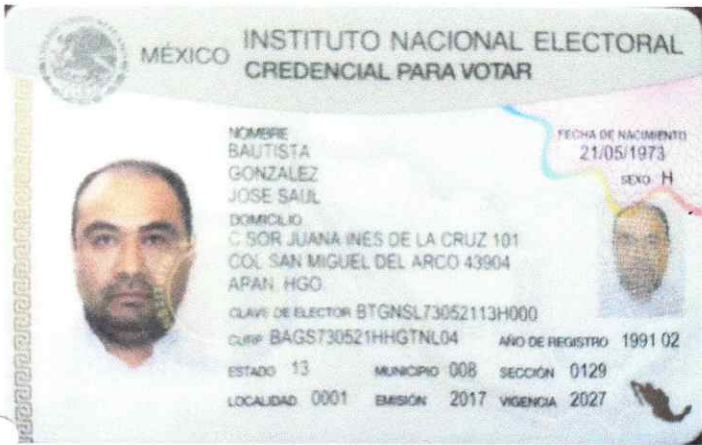 MÉXICO
INSTITUTO NACIONAL ELECTORAL
CREDENCIAL PARA VOTAR
NOMBRE
BAUTISTA
GONZALEZ
JOSE SAUL
FECHA DE NACIMIENTO
21/05/1973
SEXO H
DOMICILIO
C SOR JUANA INES DE LA CRUZ 101
COL SAN MIGUEL DEL ARCO 43904
APAN, HGO.
CLAVE DE ELECTOR BTGNSL73052113H000
CURP BAGS730521HHGTNL04 AÑO DE REGISTRO 1991 02
ESTADO 13 MUNICIPIO 008 SECCIÓN 0129
LOCALIDAD 0001 EMISIÓN 2017 VIGENCIA 2027